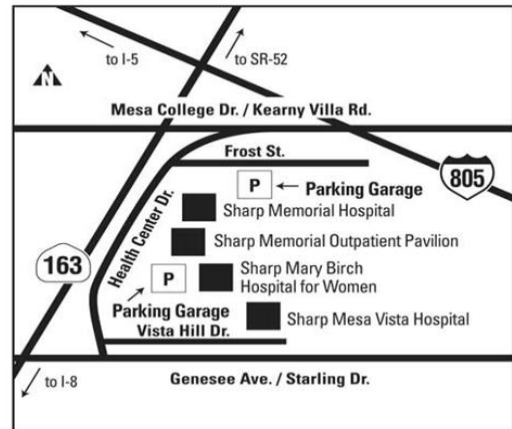 to I-5
to SR-52
N
Mesa College Dr. / Kearny Villa Rd.
Frost St.
805
P
Parking Garage
Sharp Memorial Hospital
Health Center Dr.
Sharp Memorial Outpatient Pavilion
163
P
Sharp Mary Birch
Hospital for Women
Parking Garage
Vista Hill Dr.
Sharp Mesa Vista Hospital
to I-8
Genesee Ave. / Starling Dr.